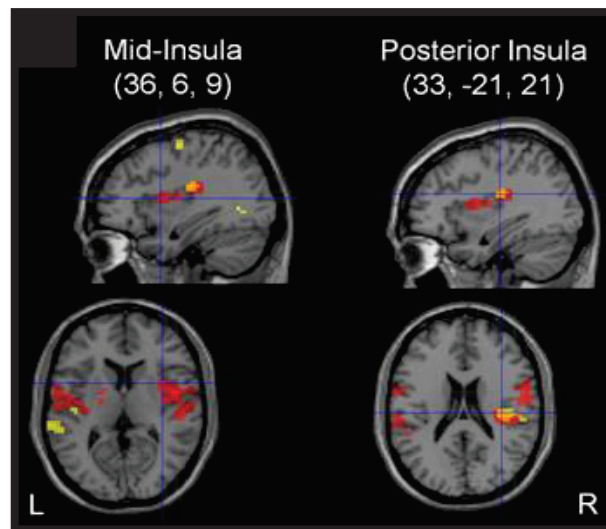 Mid-Insula
(36, 6, 9)
Posterior Insula
(33, -21, 21)
L
R